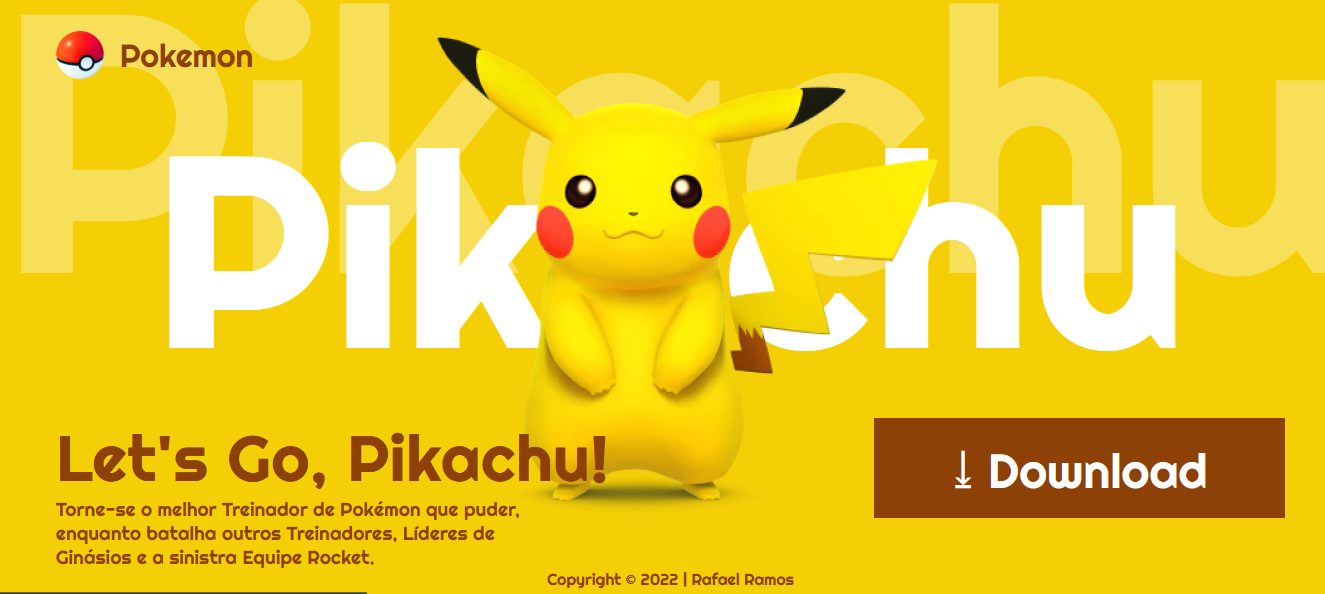 Pikachu
Pokemon
Pikachu
Let's Go, Pikachu!
Torne-se o melhor Treinador de Pokémon que puder,
enquanto batalha outros Treinadores, Líderes de
Ginásios e a sinistra Equipe Rocket.
Download
Copyright © 2022 | Rafael Ramos